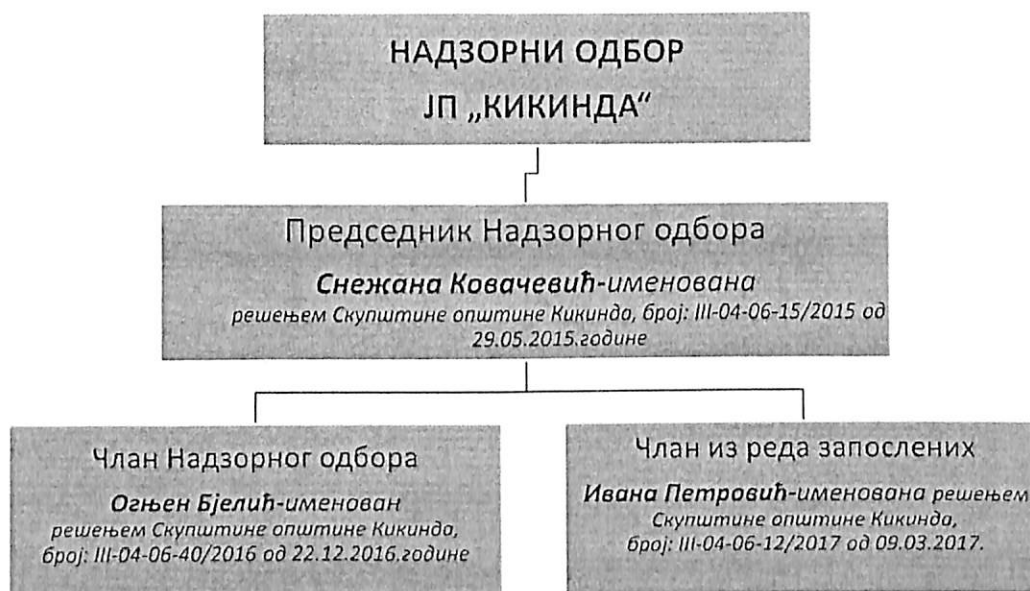 НАДЗОРНИ ОДБОР
ЈП „КИКИНДА“
Председник Надзорног одбора
Снежана Ковачевић-именована
решењем Скупштине општине Кикинда, број: III-04-06-15/2015 од
29.05.2015.године
Члан Надзорног одбора
Огњен Бјелић-именован
решењем Скупштине општине Кикинда,
број: III-04-06-40/2016 од 22.12.2016.године
Члан из реда запослених
Ивана Петровић-именована решењем
Скупштине општине Кикинда,
број: III-04-06-12/2017 од 09.03.2017.